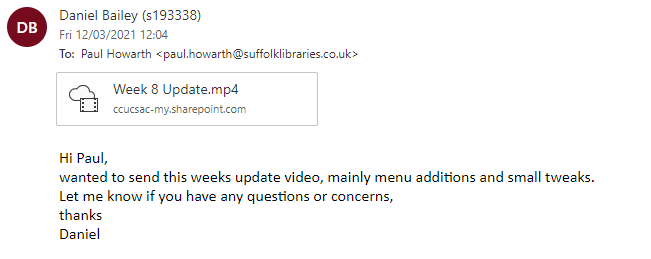 DB
Daniel Bailey (s193338)
Fri 12/03/2021 12:04
To: Paul Howarth <paul.howarth@suffolklibraries.co.uk>
Week 8 Update.mp4
ccucsac-my.sharepoint.com
Hi Paul,
wanted to send this weeks update video, mainly menu additions and small tweaks.
Let me know if you have any questions or concerns,
thanks
Daniel